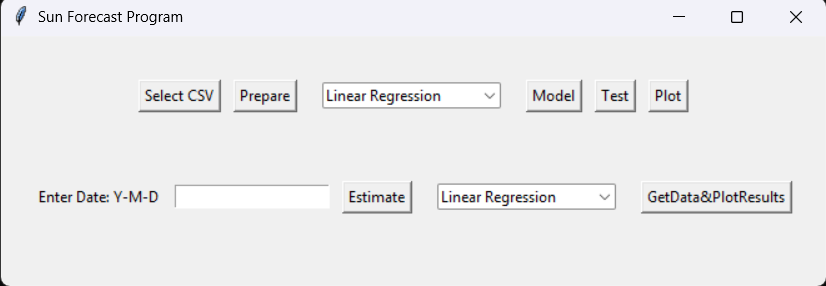 Sun Forecast Program
Select CSV Prepare Linear Regression Model Test Plot
Enter Date: Y-M-D Estimate Linear Regression GetData&PlotResults